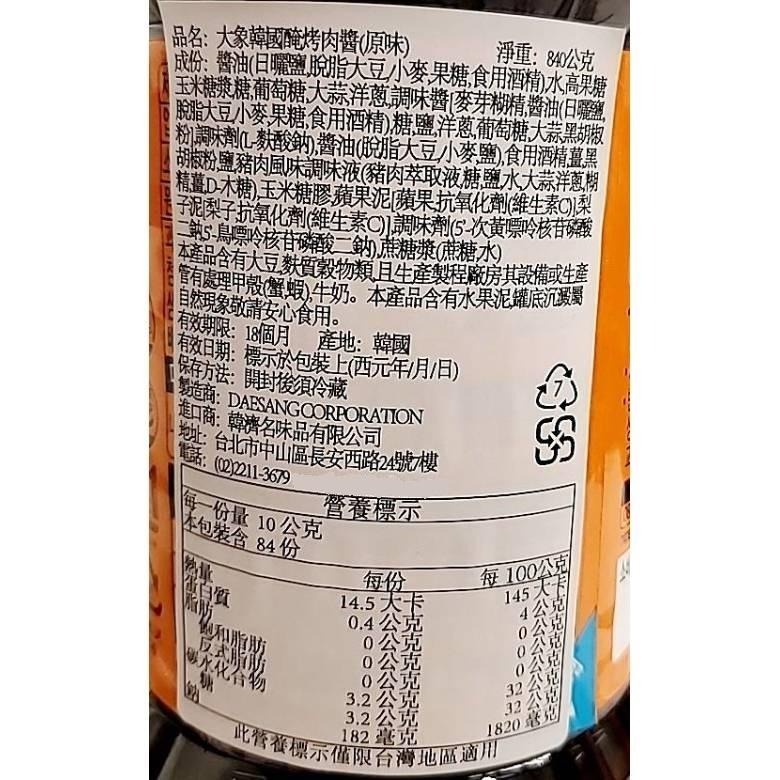 品名: 大象韓國醃烤肉醬(原味) 淨重: 840公克
成份: 醬油(日曬鹽,脫脂大豆,小麥,果糖,食用酒精),水,高果糖
玉米糖漿,糖,葡萄糖,大蒜,洋蔥,調味醬[麥芽糊精,醬油(日曬鹽,
脫脂大豆,小麥,果糖,食用酒精),糖,鹽,洋蔥,葡萄糖,大蒜,黑胡椒
粉],調味劑(L-麩酸鈉),醬油(脫脂大豆,小麥,鹽),食用酒精,薑,黑
胡椒粉,鹽,豬肉風味調味液(豬肉萃取液,糖,鹽,水,大蒜,洋蔥,糊
精,薑,D-木糖),玉米糖膠,蘋果泥[蘋果,抗氧化劑(維生素C)],梨
子泥[梨子,抗氧化劑(維生素C)],調味劑(5'-次黃嘌呤核苷磷酸
二鈉,5'-鳥嘌呤核苷磷酸二鈉),蔗糖漿(蔗糖,水)
本產品含有大豆,麩質穀物類,且生產製程廠房其設備或生產
管有處理甲殼(蟹,蝦),牛奶。本產品含有水果泥,罐底沉澱屬
自然現象敬請安心食用。
有效期限: 18個月 產地: 韓國
有效日期: 標示於包裝上(西元年/月/日)
保存方法: 開封後須冷藏
製造商: DAESANG CORPORATION
進口商: 韓濟名味品有限公司
地址: 台北市中山區長安西路24號7樓
電話: (02)2211-3679
7
營養標示
每一份量 10 公克
本包裝含 84 份
每份 每 100公克
熱量 14.5 大卡 145 大卡
蛋白質 0.4 公克 4 公克
脂肪 0 公克 0 公克
飽和脂肪 0 公克 0 公克
反式脂肪 0 公克 0 公克
碳水化合物 3.2 公克 32 公克
糖 3.2 公克 32 公克
鈉 182 毫克 1820 毫克
此營養標示僅限台灣地區適用